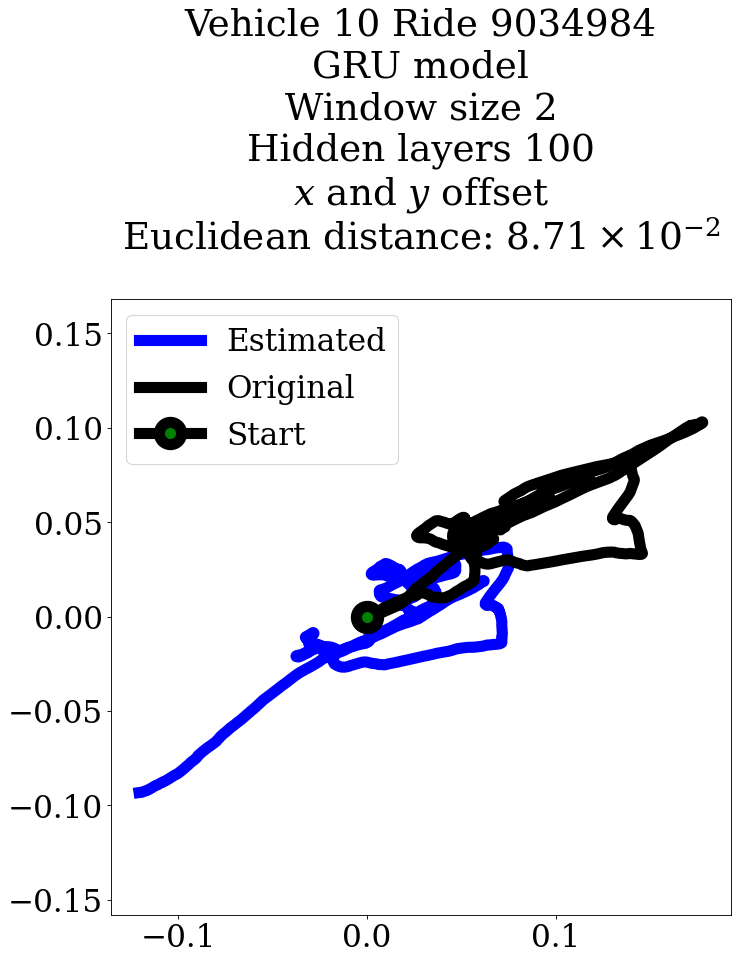 Vehicle 10 Ride 9034984
GRU model
Window size 2
Hidden layers 100
x and y offset
Euclidean distance: 8.71 × 10⁻²
Estimated
Original
Start
0.15
0.10
0.05
0.00
−0.05
−0.10
−0.15
−0.1
0.0
0.1